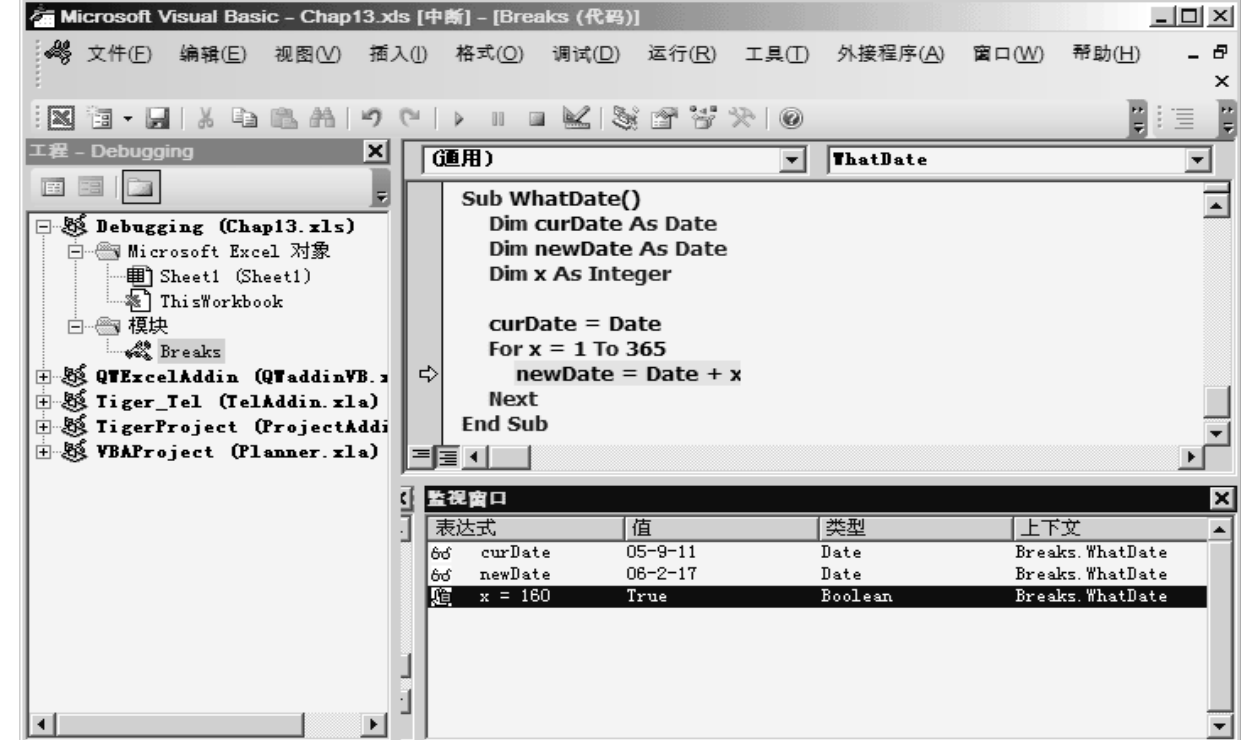 Microsoft Visual Basic - Chap13.xls [中断] - [Breaks (代码)]
文件(F) 编辑(E) 视图(V) 插入(I) 格式(O) 调试(D) 运行(R) 工具(T) 外接程序(A) 窗口(W) 帮助(H)
工程 - Debugging
Debugging (Chap13.xls)
Microsoft Excel 对象
Sheet1 (Sheet1)
ThisWorkbook
模块
Breaks
QTExcelAddin (QTaddinVB.x
Tiger_Tel (TelAddin.xla)
TigerProject (ProjectAddi
VBAProject (Planner.xla)
(通用) WhatDate
Sub WhatDate()
Dim curDate As Date
Dim newDate As Date
Dim x As Integer
curDate = Date
For x = 1 To 365
newDate = Date + x
Next
End Sub
监视窗口
表达式 值 类型 上下文
curDate 05-9-11 Date Breaks.WhatDate
newDate 06-2-17 Date Breaks.WhatDate
x = 160 True Boolean Breaks.WhatDate